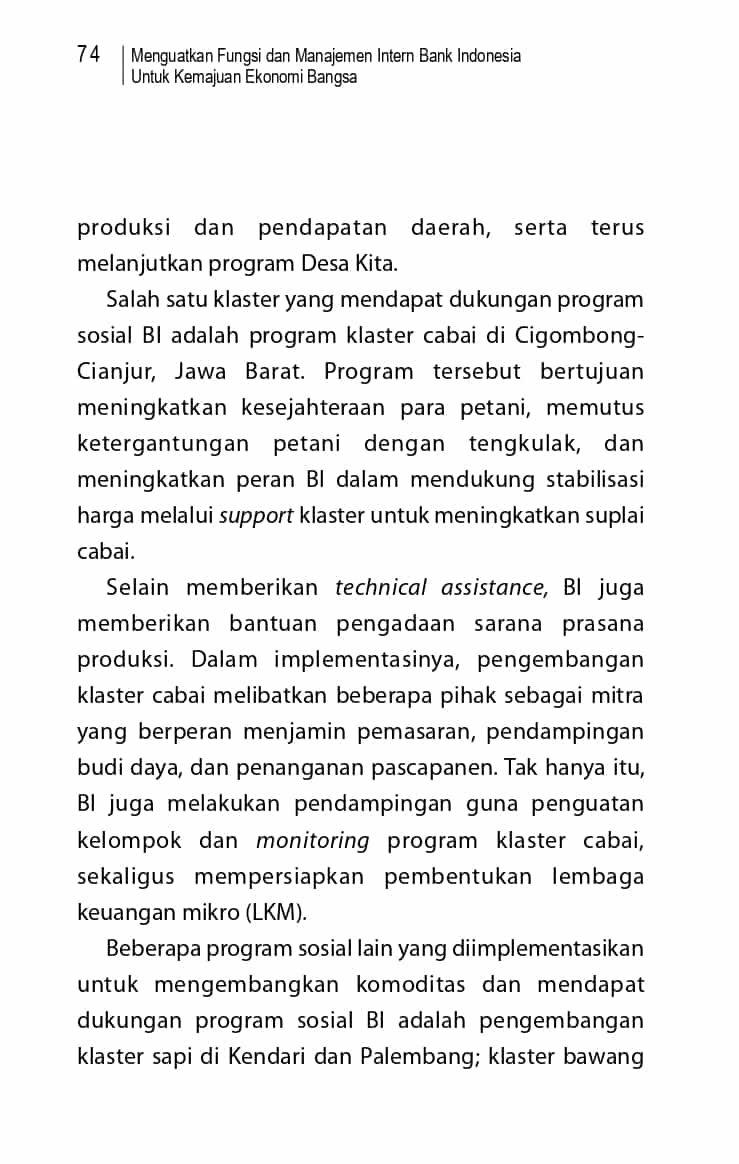 74
Menguatkan Fungsi dan Manajemen Intern Bank Indonesia
Untuk Kemajuan Ekonomi Bangsa
produksi dan pendapatan daerah, serta terus
melanjutkan program Desa Kita.
Salah satu klaster yang mendapat dukungan program
sosial BI adalah program klaster cabai di Cigombong-
Cianjur, Jawa Barat. Program tersebut bertujuan
meningkatkan kesejahteraan para petani, memutus
ketergantungan petani dengan tengkulak, dan
meningkatkan peran BI dalam mendukung stabilisasi
harga melalui support klaster untuk meningkatkan suplai
cabai.
Selain memberikan technical assistance, BI juga
memberikan bantuan pengadaan sarana prasana
produksi. Dalam implementasinya, pengembangan
klaster cabai melibatkan beberapa pihak sebagai mitra
yang berperan menjamin pemasaran, pendampingan
budi daya, dan penanganan pascapanen. Tak hanya itu,
BI juga melakukan pendampingan guna penguatan
kelompok dan monitoring program klaster cabai,
sekaligus mempersiapkan pembentukan lembaga
keuangan mikro (LKM).
Beberapa program sosial lain yang diimplementasikan
untuk mengembangkan komoditas dan mendapat
dukungan program sosial BI adalah pengembangan
klaster sapi di Kendari dan Palembang; klaster bawang